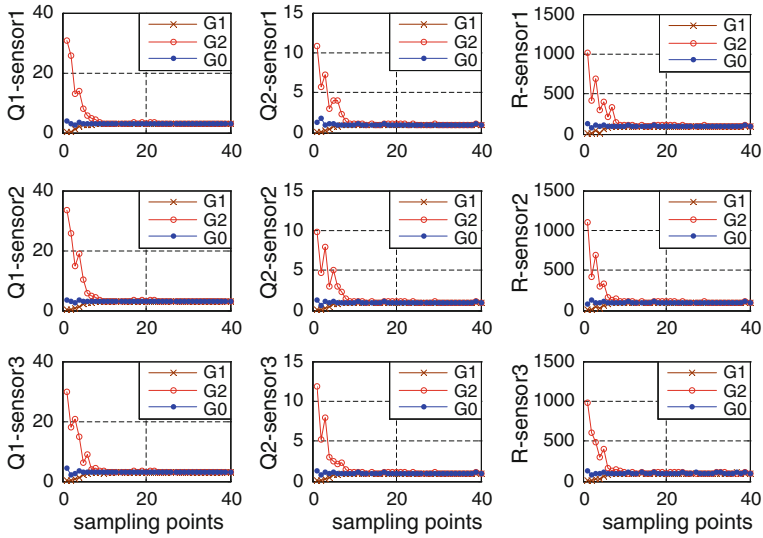 Q1-sensor1
40
20
0
0
20
40
G1
G2
G0
Q2-sensor1
15
10
5
0
0
20
40
G1
G2
G0
R-sensor1
1500
1000
500
0
0
20
40
G1
G2
G0
Q1-sensor2
40
20
0
0
20
40
G1
G2
G0
Q2-sensor2
15
10
5
0
0
20
40
G1
G2
G0
R-sensor2
1500
1000
500
0
0
20
40
G1
G2
G0
Q1-sensor3
40
20
0
0
20
40
G1
G2
G0
sampling points
Q2-sensor3
15
10
5
0
0
20
40
G1
G2
G0
sampling points
R-sensor3
1500
1000
500
0
0
20
40
G1
G2
G0
sampling points